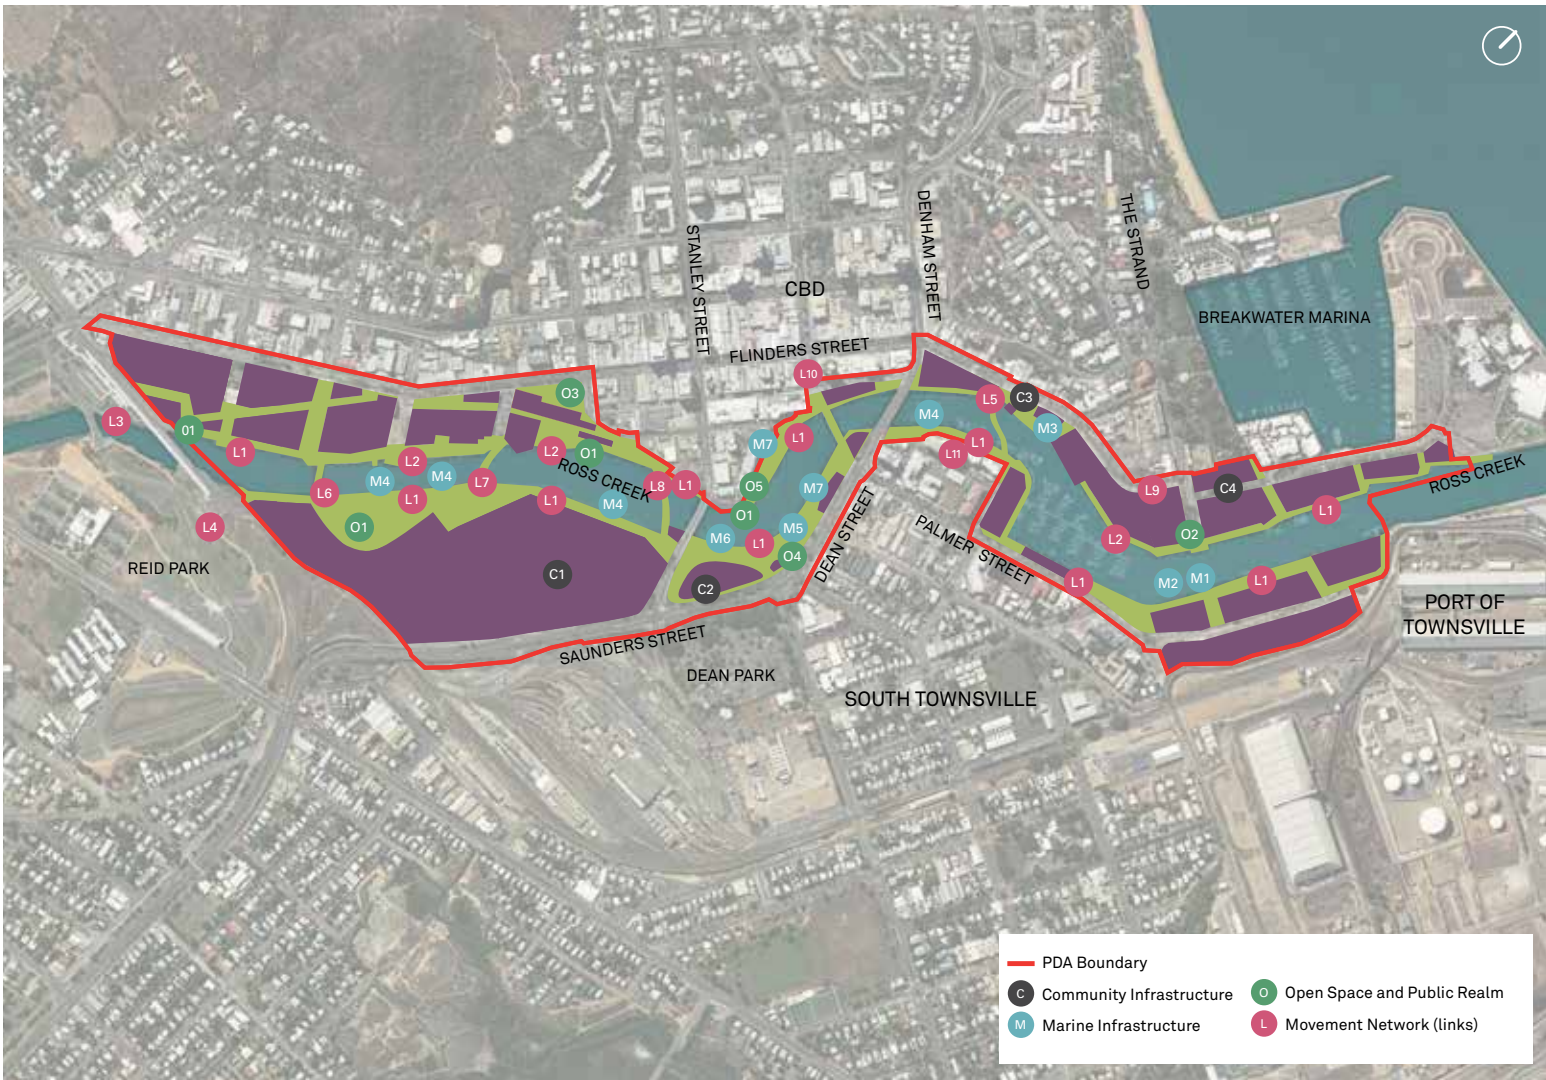 THE STRAND
DENHAM STREET
STANLEY STREET
CBD
BREAKWATER MARINA
FLINDERS STREET
L10
O3
L5
C3
L3
M4
M3
01
L1
L1
M7
L1
L11
L2
O1
L2
ROSS CREEK
ROSS CREEK
M4
M4
L7
L8
L1
O5
M7
L9
C4
L6
L1
L1
M4
O1
L1
L4
O1
M6
L1
M5
O4
DEAN STREET
PALMER STREET
L2
O2
REID PARK
C1
C2
L1
M2
M1
L1
PORT OF
TOWNSVILLE
SAUNDERS STREET
DEAN PARK
SOUTH TOWNSVILLE
PDA Boundary
C Community Infrastructure
O Open Space and Public Realm
M Marine Infrastructure
L Movement Network (links)